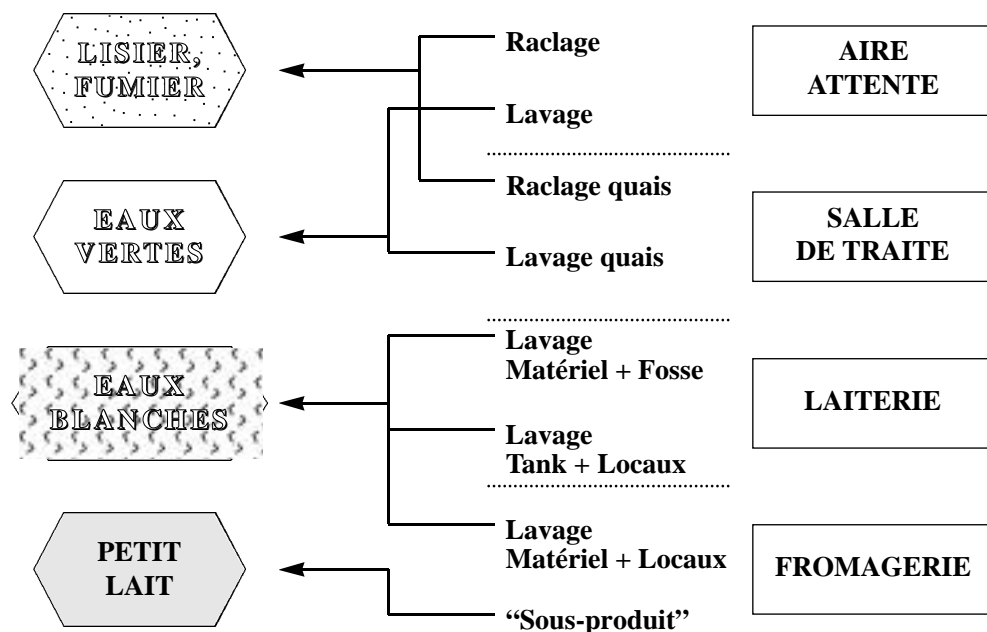 LISIER,
FUMIER
EAUX
VERTES
EAUX
BLANCHES
PETIT
LAIT
Raclage
Lavage
Raclage quais
Lavage quais
Lavage
Matériel + Fosse
Lavage
Tank + Locaux
Lavage
Matériel + Locaux
“Sous-produit”
AIRE
ATTENTE
SALLE
DE TRAITE
LAITERIE
FROMAGERIE